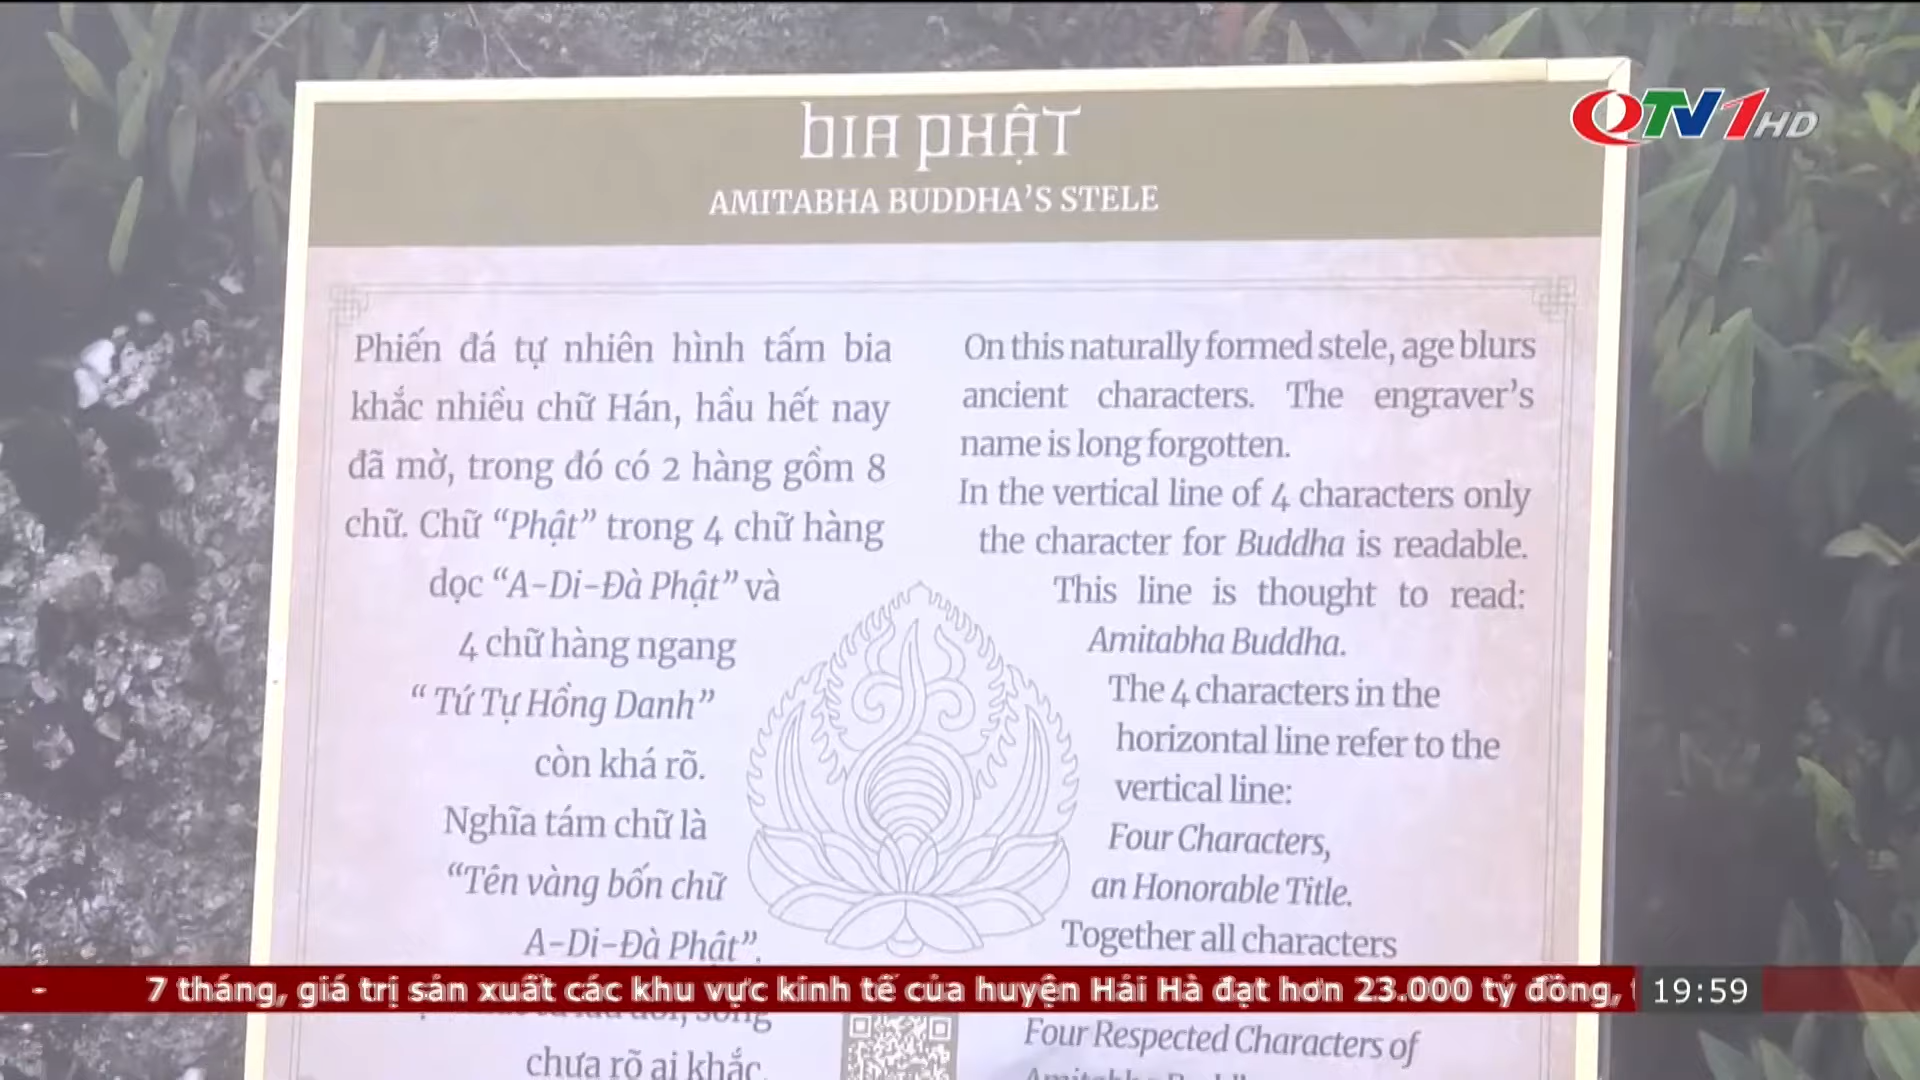 BIA PHẬT
AMITABHA BUDDHA'S STELE
QTV1 HD
Phiến đá tự nhiên hình tấm bia
khắc nhiều chữ Hán, hầu hết nay
đã mờ, trong đó có 2 hàng gồm 8
chữ. Chữ “Phật” trong 4 chữ hàng
dọc “A-Di-Đà Phật” và
4 chữ hàng ngang
“ Tứ Tự Hồng Danh”
còn khá rõ.
Nghĩa tám chữ là
“Tên vàng bốn chữ
A-Di-Đà Phật”.
chưa rõ ai khắc.
On this naturally formed stele, age blurs
ancient characters. The engraver's
name is long forgotten.
In the vertical line of 4 characters only
the character for Buddha is readable.
This line is thought to read:
Amitabha Buddha.
The 4 characters in the
horizontal line refer to the
vertical line:
Four Characters,
an Honorable Title.
Together all characters
Four Respected Characters of
- 7 tháng, giá trị sản xuất các khu vực kinh tế của huyện Hải Hà đạt hơn 23.000 tỷ đồng,
19:59